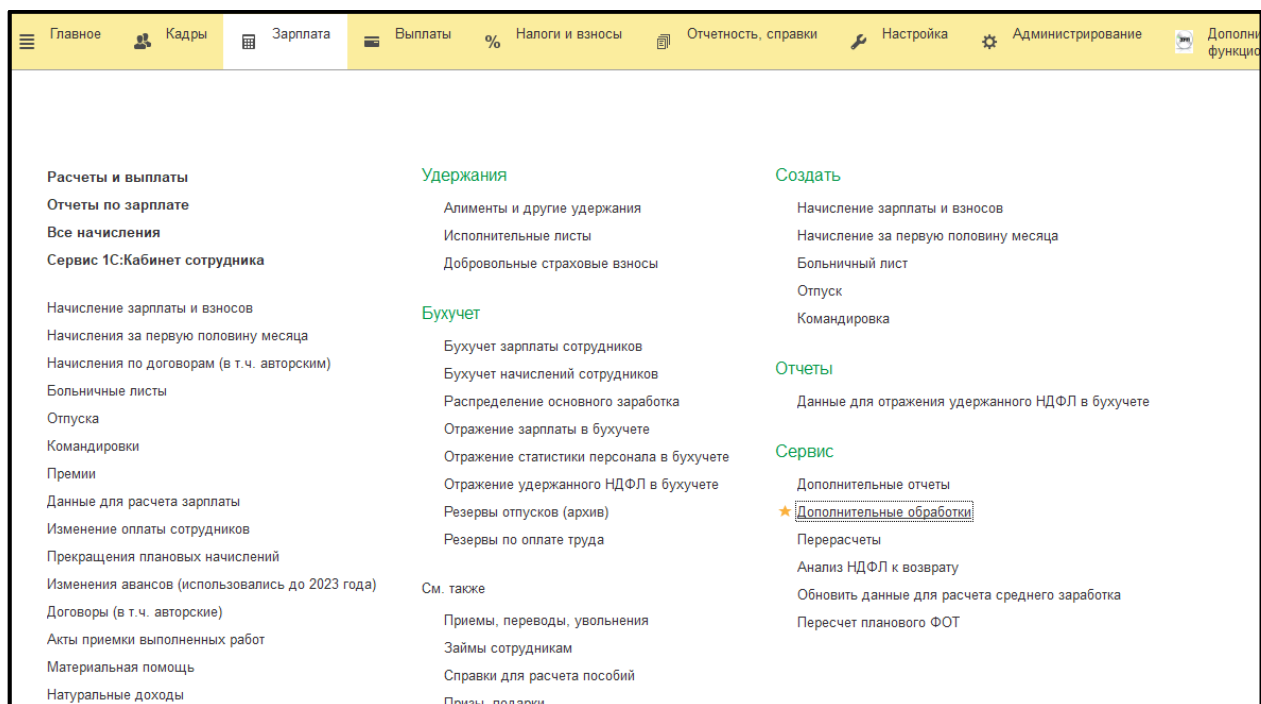 Главное
Кадры
Зарплата
Выплаты
Налоги и взносы
Отчетность, справки
Настройка
Администрирование
Расчеты и выплаты
Отчеты по зарплате
Все начисления
Сервис 1С:Кабинет сотрудника
Начисление зарплаты и взносов
Начисления за первую половину месяца
Начисления по договорам (в т.ч. авторским)
Больничные листы
Отпуска
Командировки
Премии
Данные для расчета зарплаты
Изменение оплаты сотрудников
Прекращения плановых начислений
Изменения авансов (использовались до 2023 года)
Договоры (в т.ч. авторские)
Акты приемки выполненных работ
Материальная помощь
Натуральные доходы
Удержания
Алименты и другие удержания
Исполнительные листы
Добровольные страховые взносы
Бухучет
Бухучет зарплаты сотрудников
Бухучет начислений сотрудников
Распределение основного заработка
Отражение зарплаты в бухучете
Отражение статистики персонала в бухучете
Отражение удержанного НДФЛ в бухучете
Резервы отпусков (архив)
Резервы по оплате труда
См. также
Приемы, переводы, увольнения
Займы сотрудникам
Справки для расчета пособий
Призы, подарки
Создать
Начисление зарплаты и взносов
Начисление за первую половину месяца
Больничный лист
Отпуск
Командировка
Отчеты
Данные для отражения удержанного НДФЛ в бухучете
Сервис
Дополнительные отчеты
Дополнительные обработки
Перерасчеты
Анализ НДФЛ к возврату
Обновить данные для расчета среднего заработка
Пересчет планового ФОТ